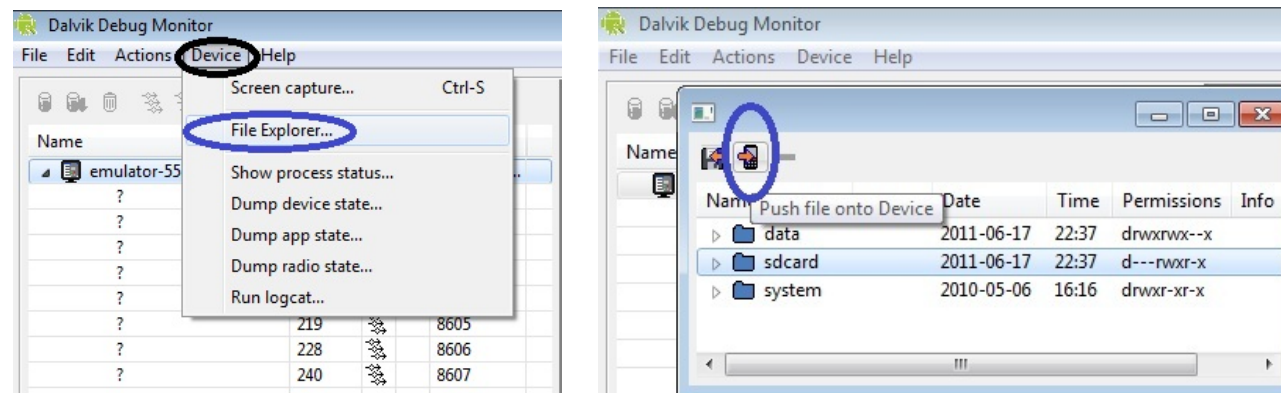 Dalvik Debug Monitor
File Edit Actions Device Help
Screen capture... Ctrl-S
File Explorer...
Show process status...
Dump device state...
Dump app state...
Dump radio state...
Run logcat...
Name
emulator-55 ...
?
?
?
?
?
? 219 8605
? 228 8606
? 240 8607
Dalvik Debug Monitor
File Edit Actions Device Help
Name
Push file onto Device
Date Time Permissions Info
data 2011-06-17 22:37 drwxrwx--x
sdcard 2011-06-17 22:37 d---rwxr-x
system 2010-05-06 16:16 drwxr-xr-x